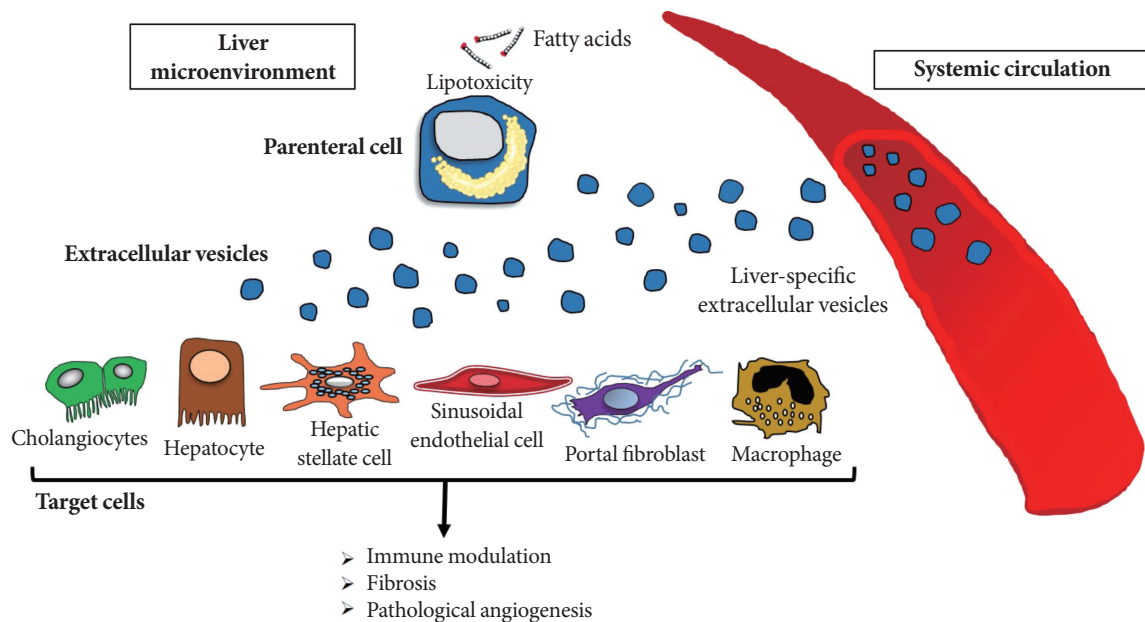 Liver
microenvironment
Fatty acids
Lipotoxicity
Systemic circulation
Parenteral cell
Extracellular vesicles
Liver-specific
extracellular vesicles
Cholangiocytes
Hepatocyte
Hepatic
stellate cell
Sinusoidal
endothelial cell
Portal fibroblast
Macrophage
Target cells
➢ Immune modulation
➢ Fibrosis
➢ Pathological angiogenesis